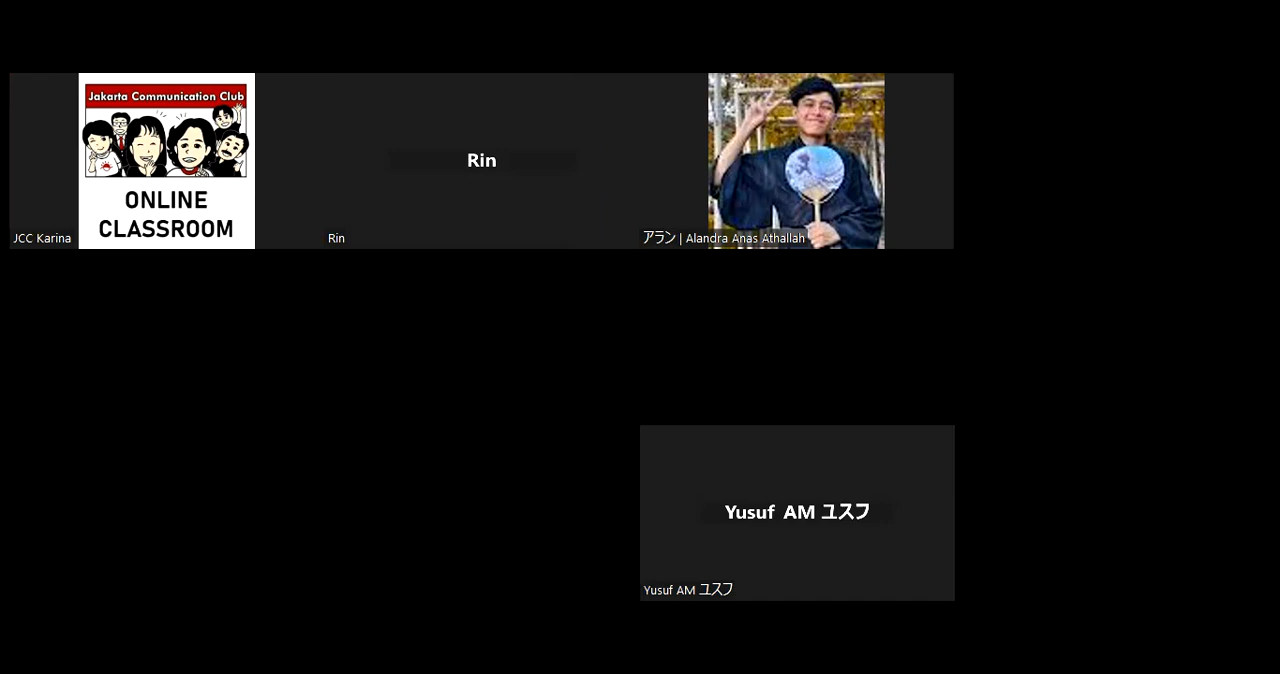 Jakarta Communication Club
ONLINE
CLASSROOM
JCC Karina
Rin
Rin
アラン | Alandra Anas Athallah
Yusuf AM ユスフ
Yusuf AM ユスフ